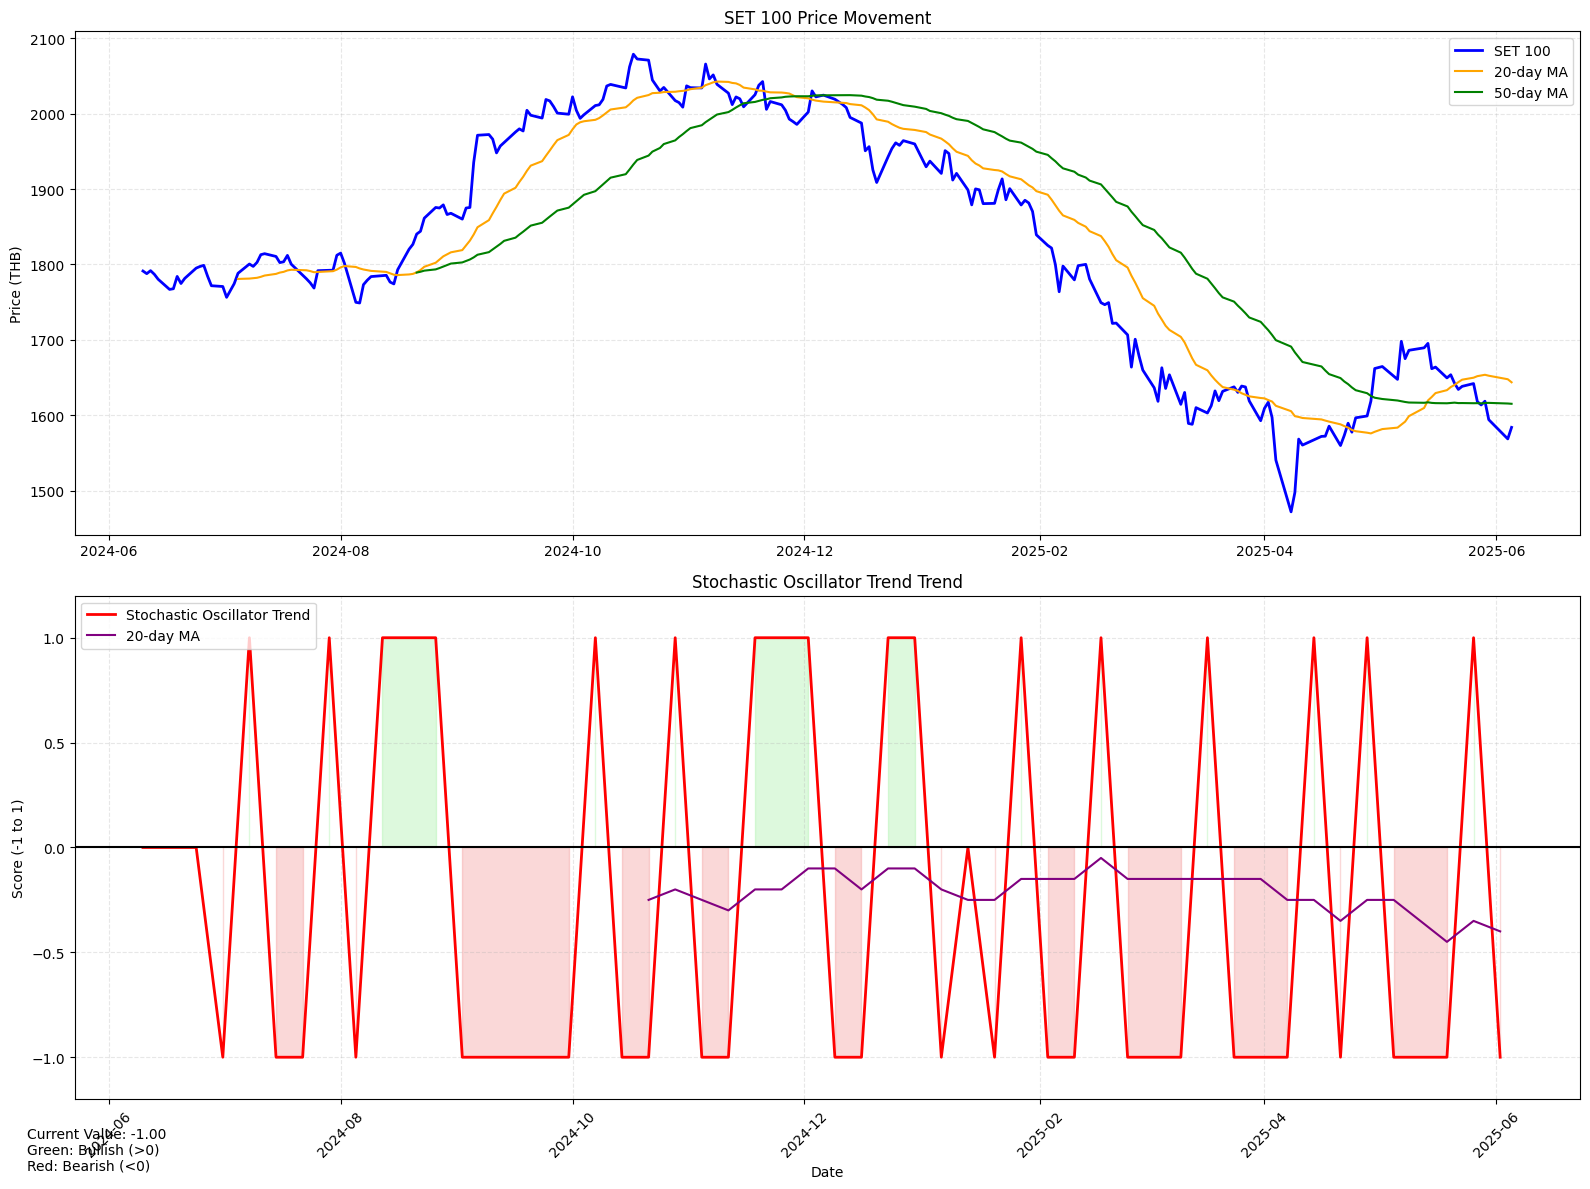 SET 100 Price Movement
2100
2000
1900
1800
1700
1600
1500
Price (THB)
SET 100
20-day MA
50-day MA
2024-06
2024-08
2024-10
2024-12
2025-02
2025-04
2025-06
Stochastic Oscillator Trend Trend
Stochastic Oscillator Trend
20-day MA
1.0
0.5
0.0
−0.5
−1.0
Score (-1 to 1)
2024-06
2024-08
2024-10
2024-12
2025-02
2025-04
2025-06
Date
Current Value: -1.00
Green: Bullish (>0)
Red: Bearish (<0)